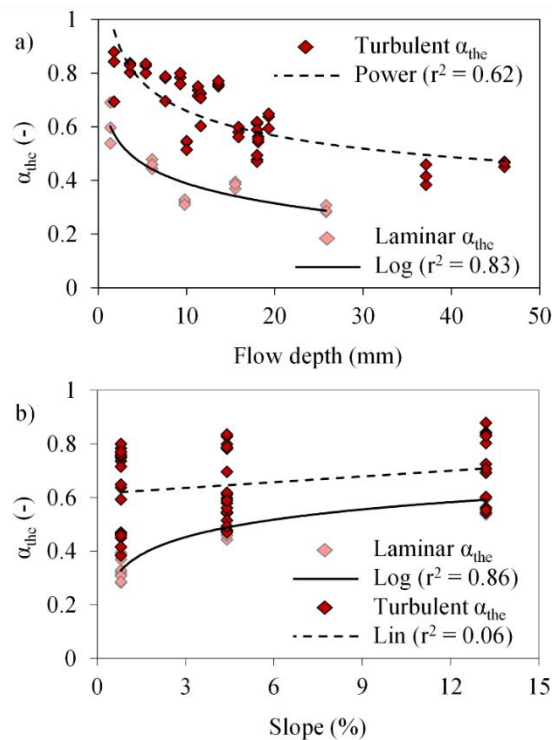 a)
1
0.8
0.6
0.4
0.2
0
α_the (-)
Turbulent α_the
Power (r² = 0.62)
Laminar α_the
Log (r² = 0.83)
0 10 20 30 40 50
Flow depth (mm)
b)
1
0.8
0.6
0.4
0.2
0
α_the (-)
Laminar α_the
Log (r² = 0.86)
Turbulent α_the
Lin (r² = 0.06)
0 3 6 9 12 15
Slope (%)